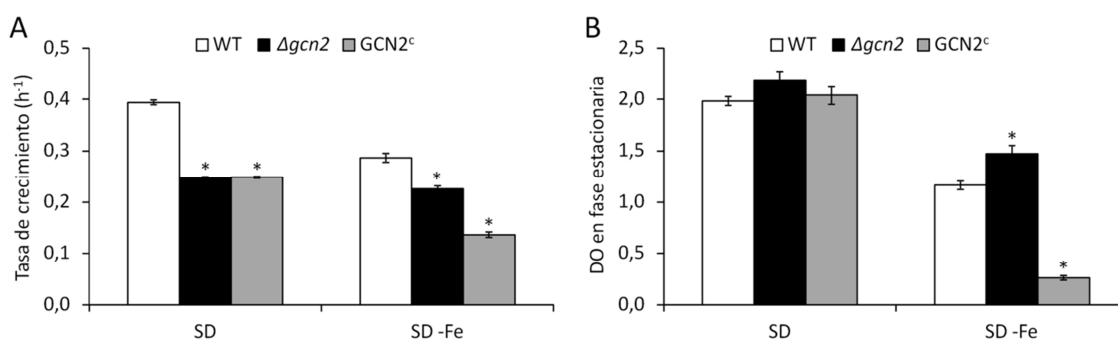 A
WT Δgcn2 GCN2ᶜ
Tasa de crecimiento (h⁻¹)
0,5
0,4
0,3
0,2
0,1
0,0
* * * *
SD SD -Fe
B
WT Δgcn2 GCN2ᶜ
DO en fase estacionaria
2,5
2,0
1,5
1,0
0,5
0,0
* *
SD SD -Fe